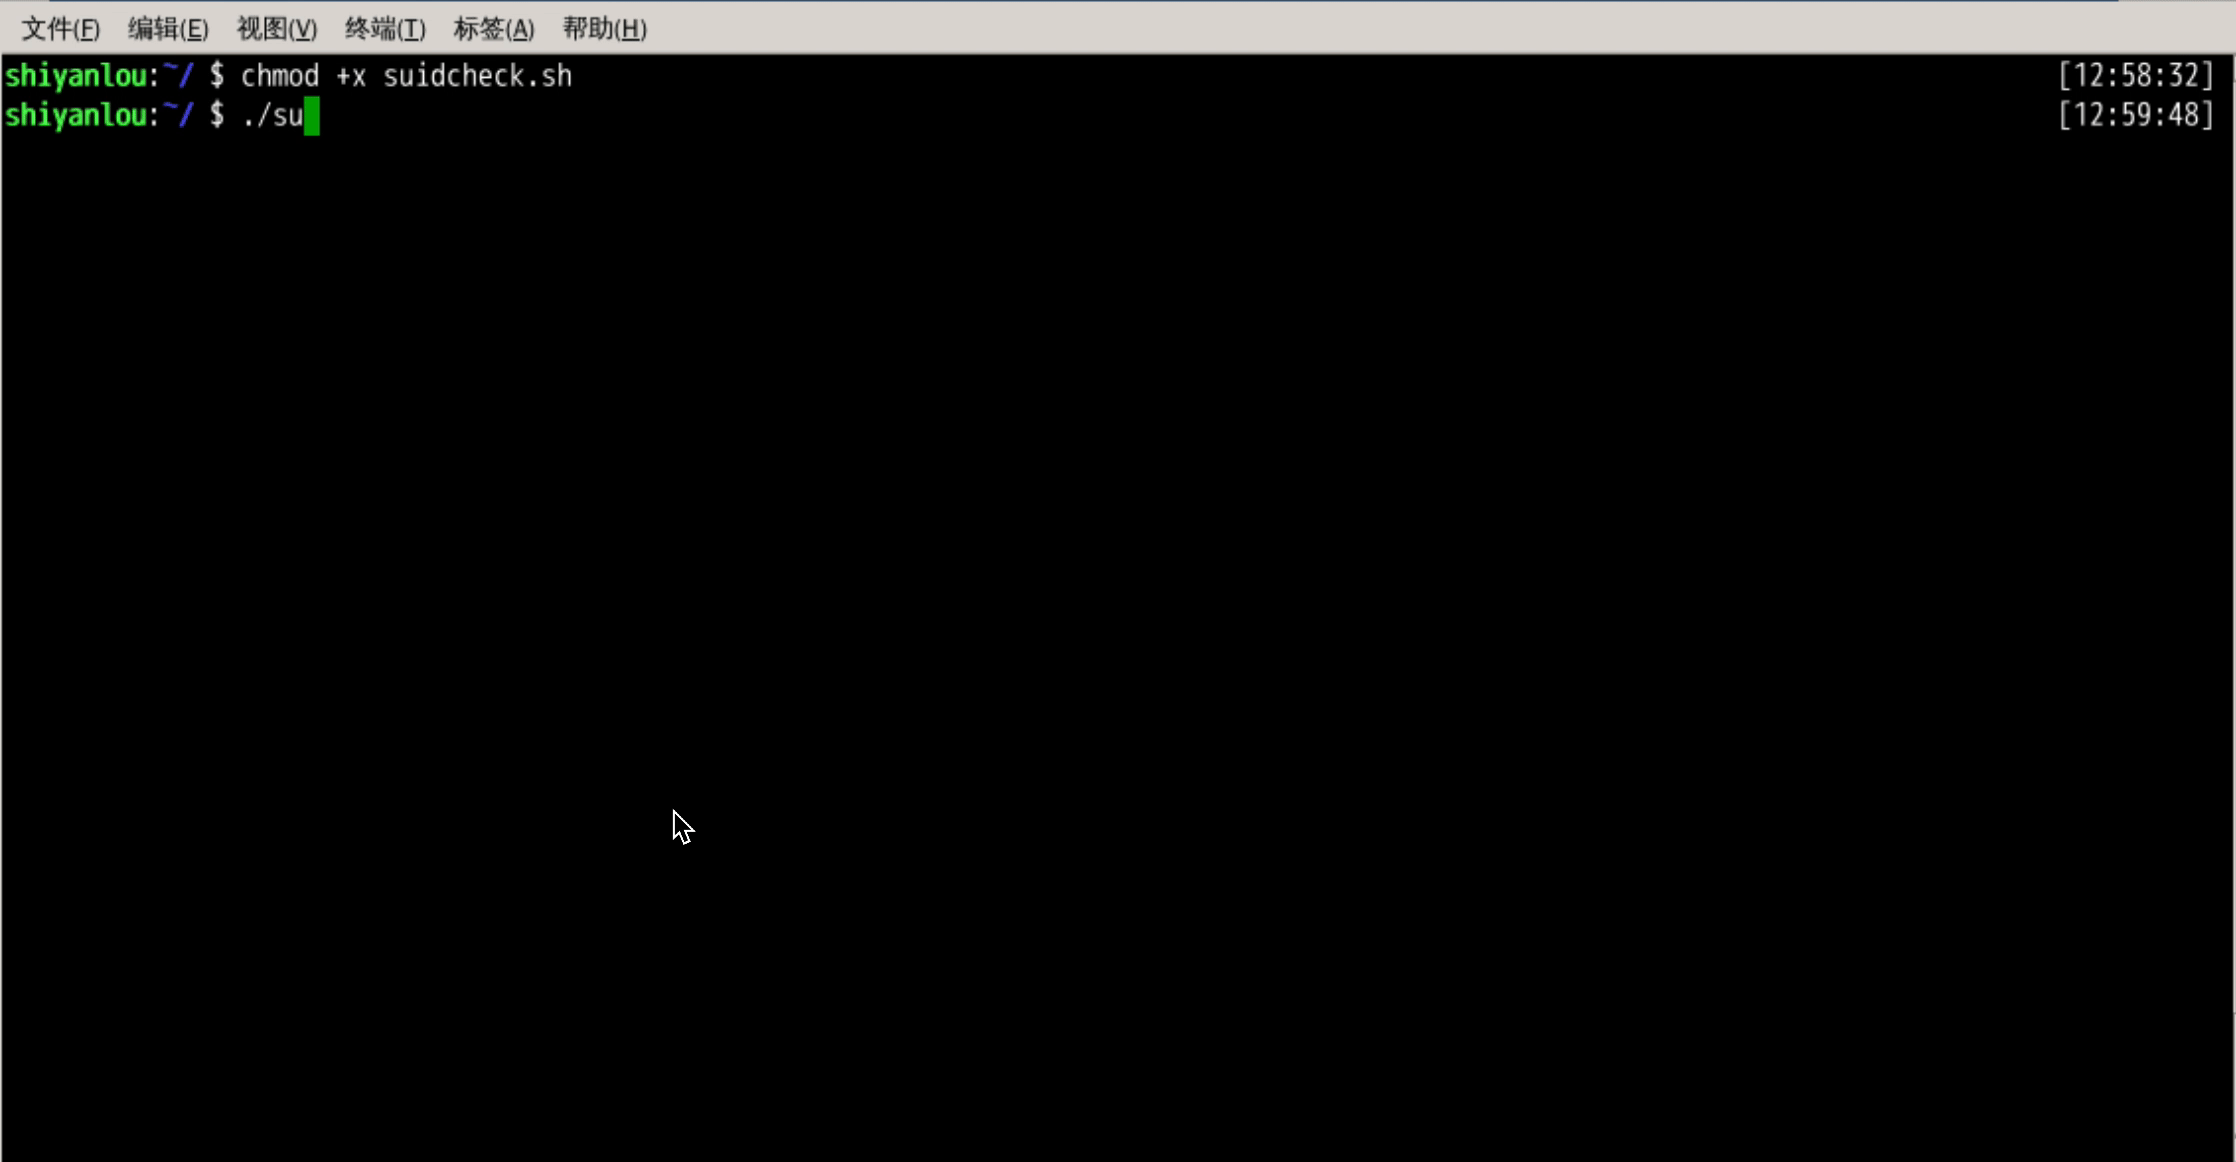 文件(F) 编辑(E) 视图(V) 终端(T) 标签(A) 帮助(H)
shiyanlou:~/ $ chmod +x suidcheck.sh [12:58:32]
shiyanlou:~/ $ ./su [12:59:48]